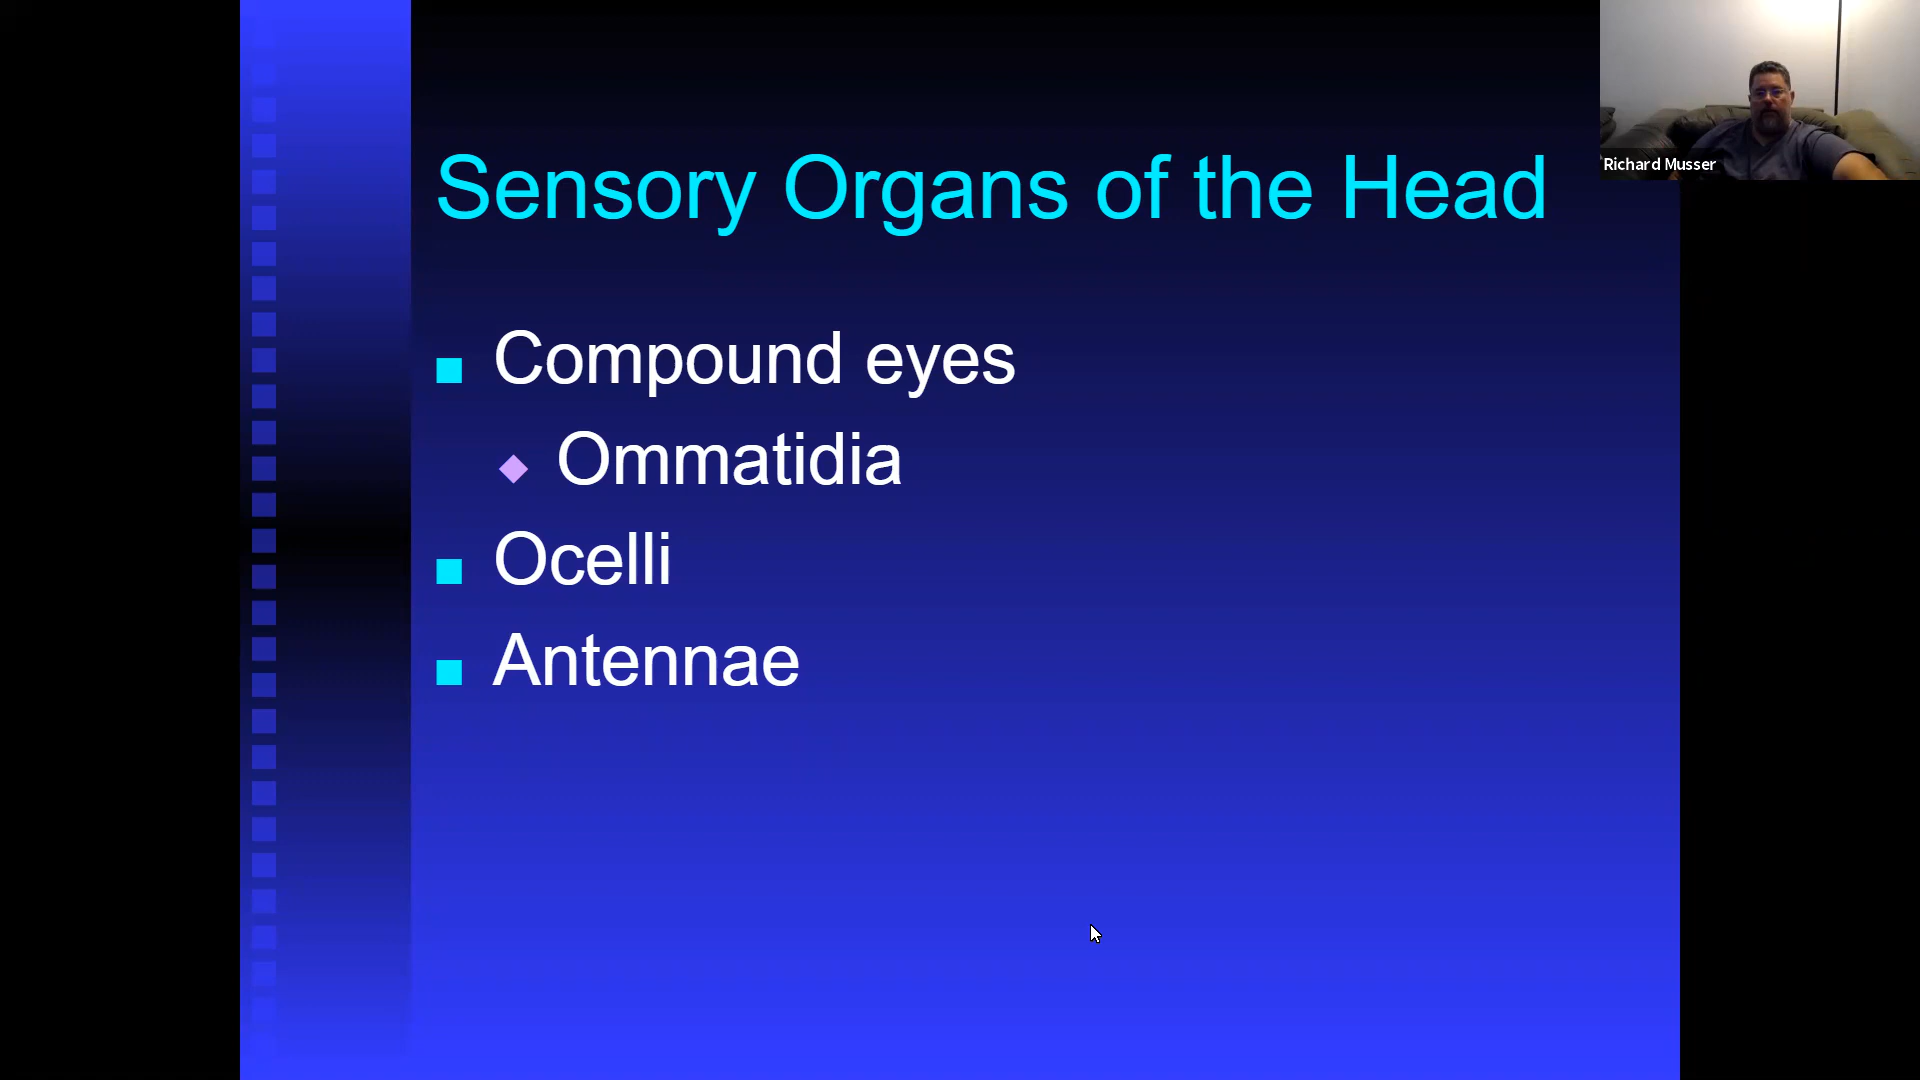 Sensory Organs of the Head
Richard Musser
Compound eyes
Ommatidia
Ocelli
Antennae